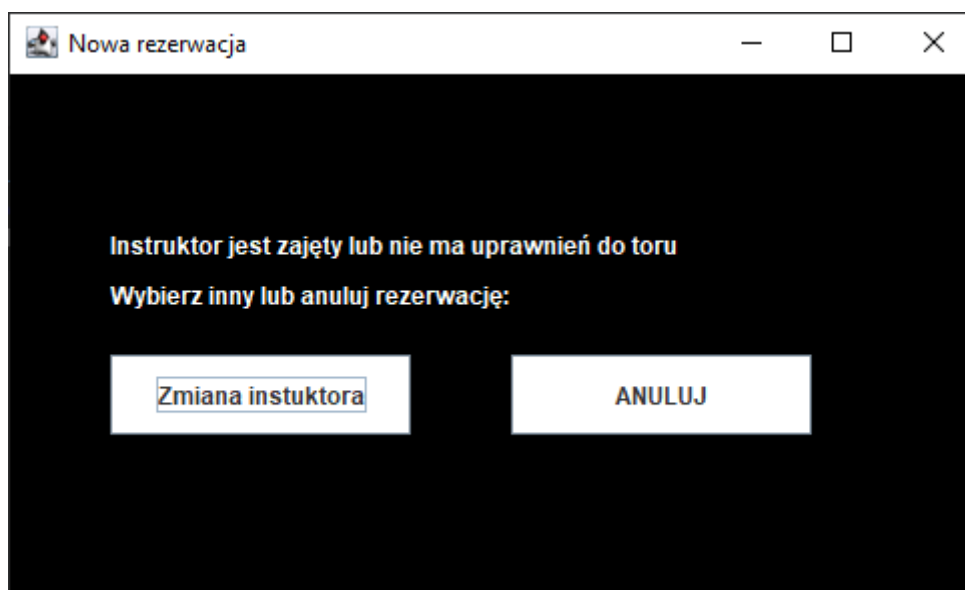 Nowa rezerwacja
Instruktor jest zajęty lub nie ma uprawnień do toru
Wybierz inny lub anuluj rezerwację:
Zmiana instuktora
ANULUJ